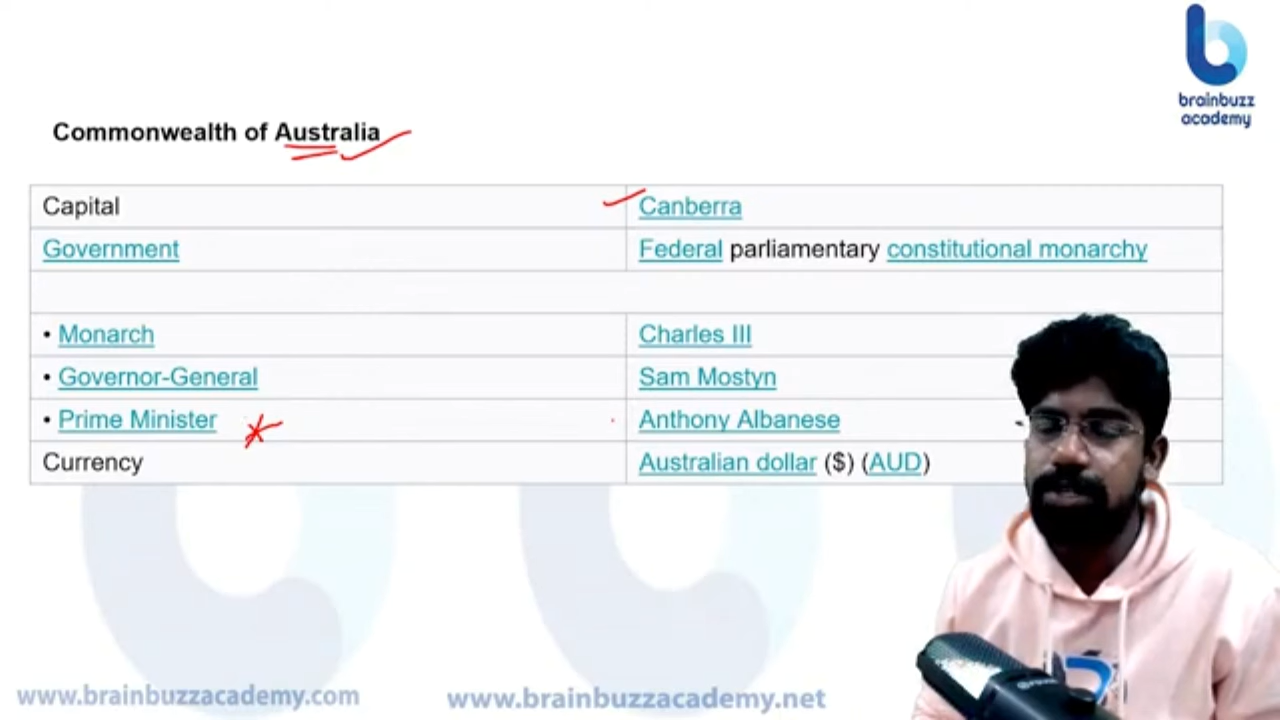 brainbuzz
academy
Commonwealth of Australia
Capital Canberra
Government Federal parliamentary constitutional monarchy
• Monarch Charles III
• Governor-General Sam Mostyn
• Prime Minister Anthony Albanese
Currency Australian dollar ($) (AUD)
www.brainbuzzacademy.com www.brainbuzzacademy.net